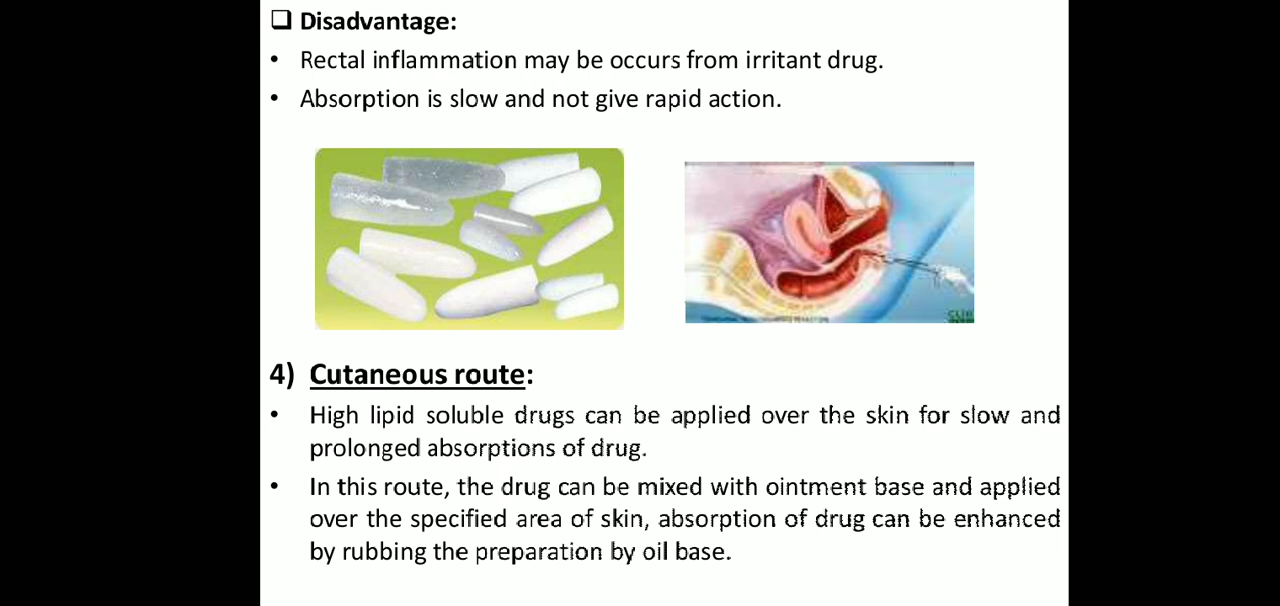 ❑ Disadvantage:
• Rectal inflammation may be occurs from irritant drug.
• Absorption is slow and not give rapid action.
4) Cutaneous route:
• High lipid soluble drugs can be applied over the skin for slow and
prolonged absorptions of drug.
• In this route, the drug can be mixed with ointment base and applied
over the specified area of skin, absorption of drug can be enhanced
by rubbing the preparation by oil base.